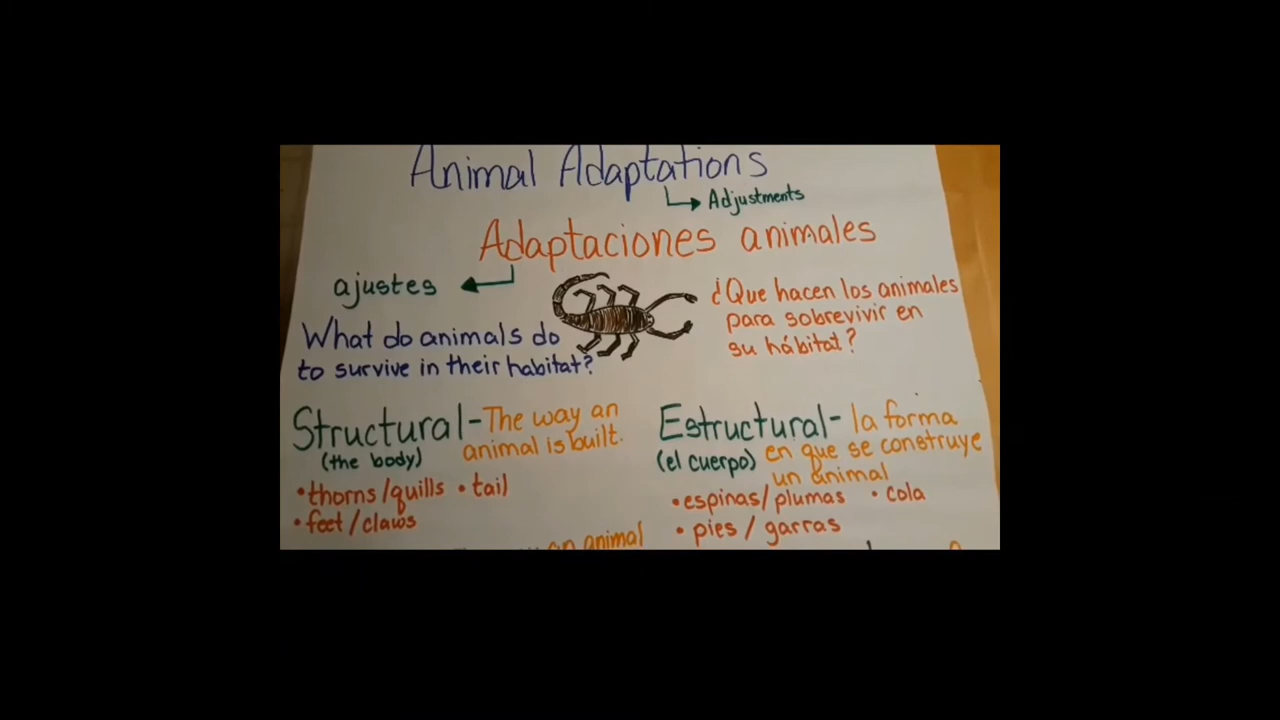 Animal Adaptations
Adjustments
Adaptaciones animales
ajustes
What do animals do
to survive in their habitat?
¿Que hacen los animales
para sobrevivir en
su hábitat?
Structural- The way an
(the body) animal is built.
• thorns/quills • tail
• feet/claws
Estructural- la forma
(el cuerpo) en que se construye
un animal
• espinas/plumas • cola
• pies / garras
an animal